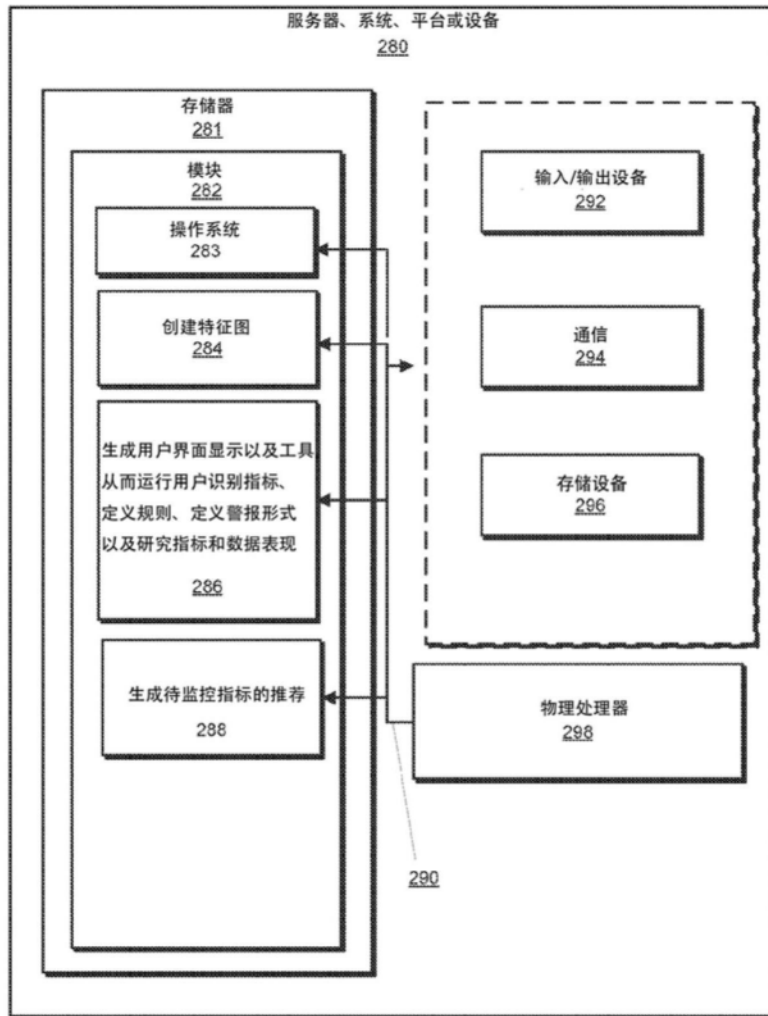 服务器、系统、平台或设备
280
存储器
281
模块
282
操作系统
283
创建特征图
284
生成用户界面显示以及工具
从而运行用户识别指标、
定义规则、定义警报形式
以及研究指标和数据表现
286
生成待监控指标的推荐
288
输入/输出设备
292
通信
294
存储设备
296
物理处理器
298
290